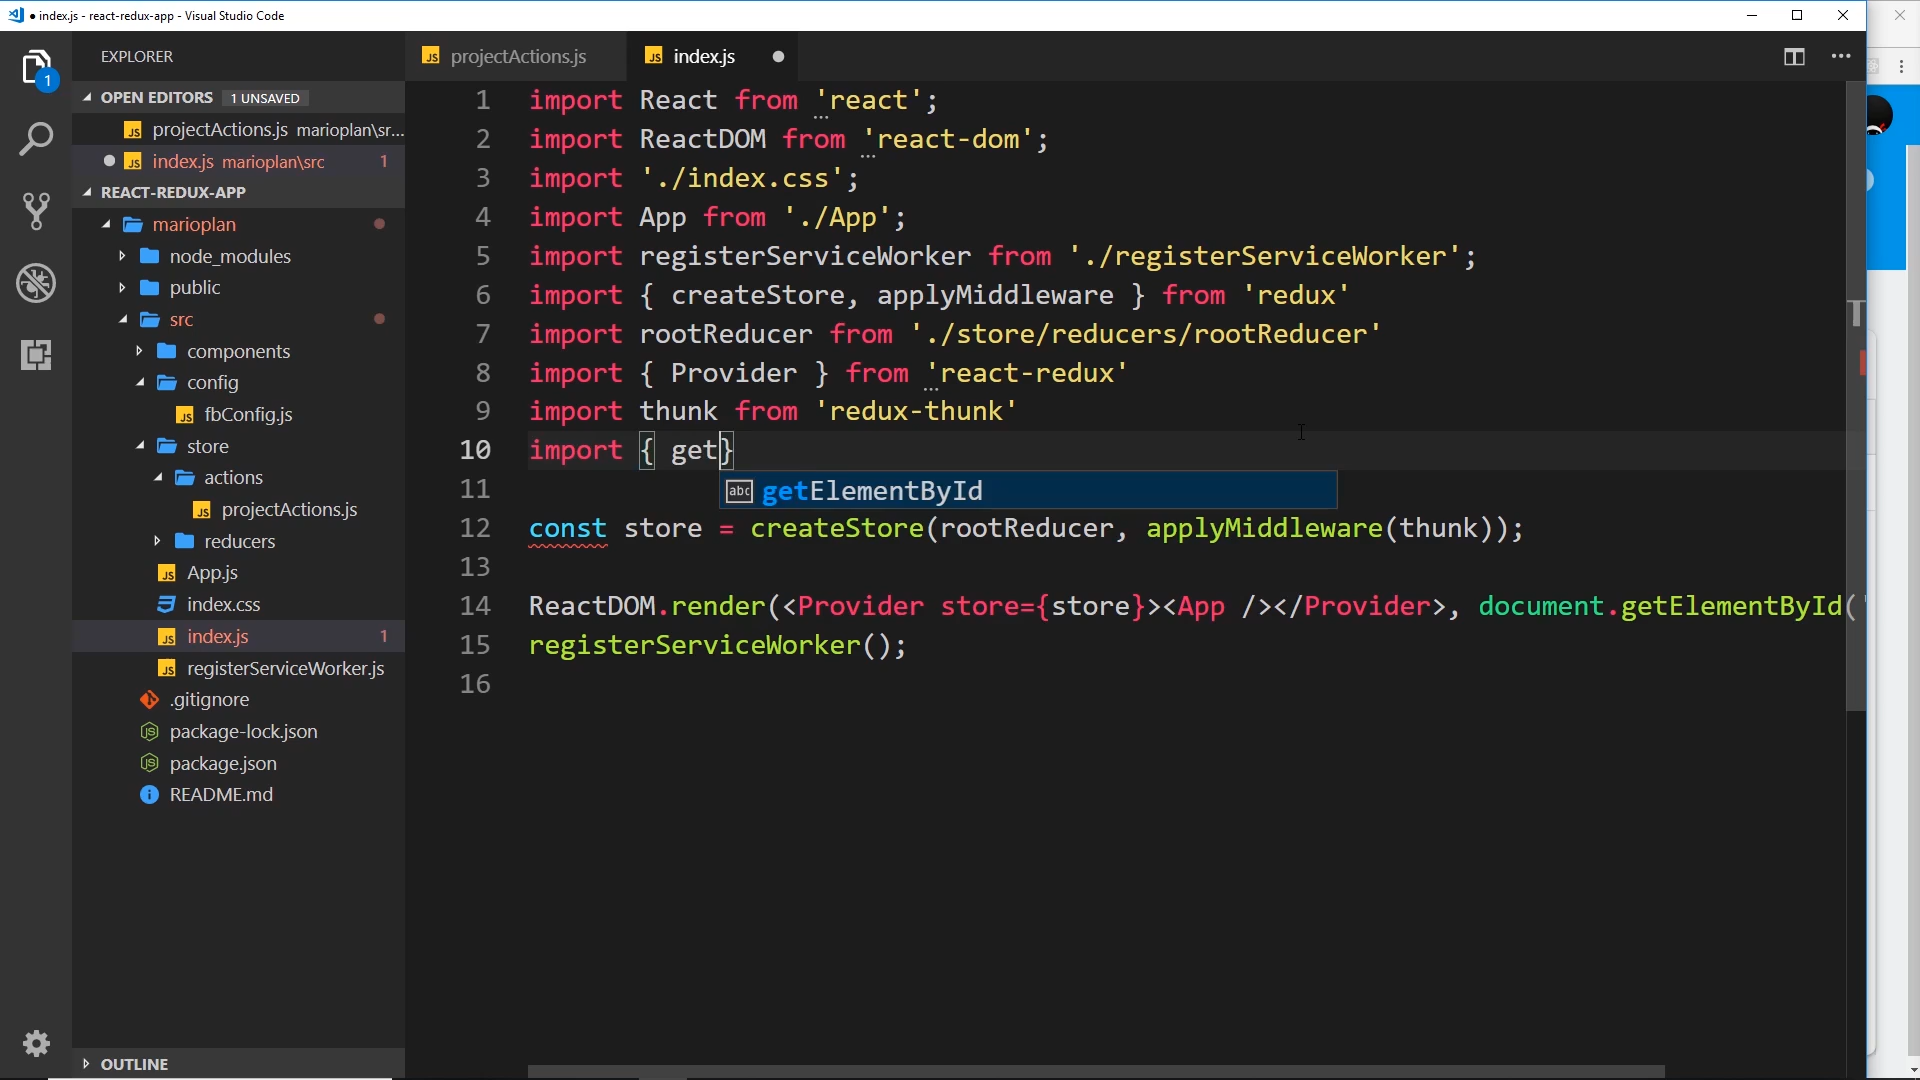 index.js - react-redux-app - Visual Studio Code
EXPLORER
OPEN EDITORS 1 UNSAVED
projectActions.js marioplan\sr...
index.js marioplan\src 1
REACT-REDUX-APP
marioplan
node_modules
public
src
components
config
fbConfig.js
store
actions
projectActions.js
reducers
App.js
index.css
index.js 1
registerServiceWorker.js
.gitignore
package-lock.json
package.json
README.md
OUTLINE
1
projectActions.js index.js
1 import React from 'react';
2 import ReactDOM from 'react-dom';
3 import './index.css';
4 import App from './App';
5 import registerServiceWorker from './registerServiceWorker';
6 import { createStore, applyMiddleware } from 'redux'
7 import rootReducer from './store/reducers/rootReducer'
8 import { Provider } from 'react-redux'
9 import thunk from 'redux-thunk'
10 import { get}
11
abc getElementById
12 const store = createStore(rootReducer, applyMiddleware(thunk));
13
14 ReactDOM.render(<Provider store={store}><App /></Provider>, document.getElementById('
15 registerServiceWorker();
16